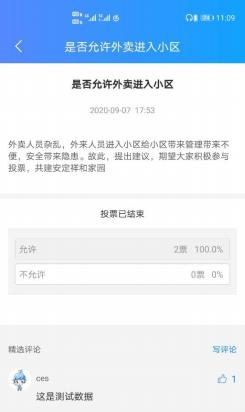 11:09
是否允许外卖进入小区
是否允许外卖进入小区
2020-09-07 17:53
外卖人员杂乱，外来人员进入小区给小区带来管理带来不
便，安全带来隐患。故此，提出建议，期望大家积极参与
投票，共建安定祥和家园
投票已结束
允许 2票 100.0%
不允许 0票 0%
精选评论 写评论
ces 1
这是测试数据